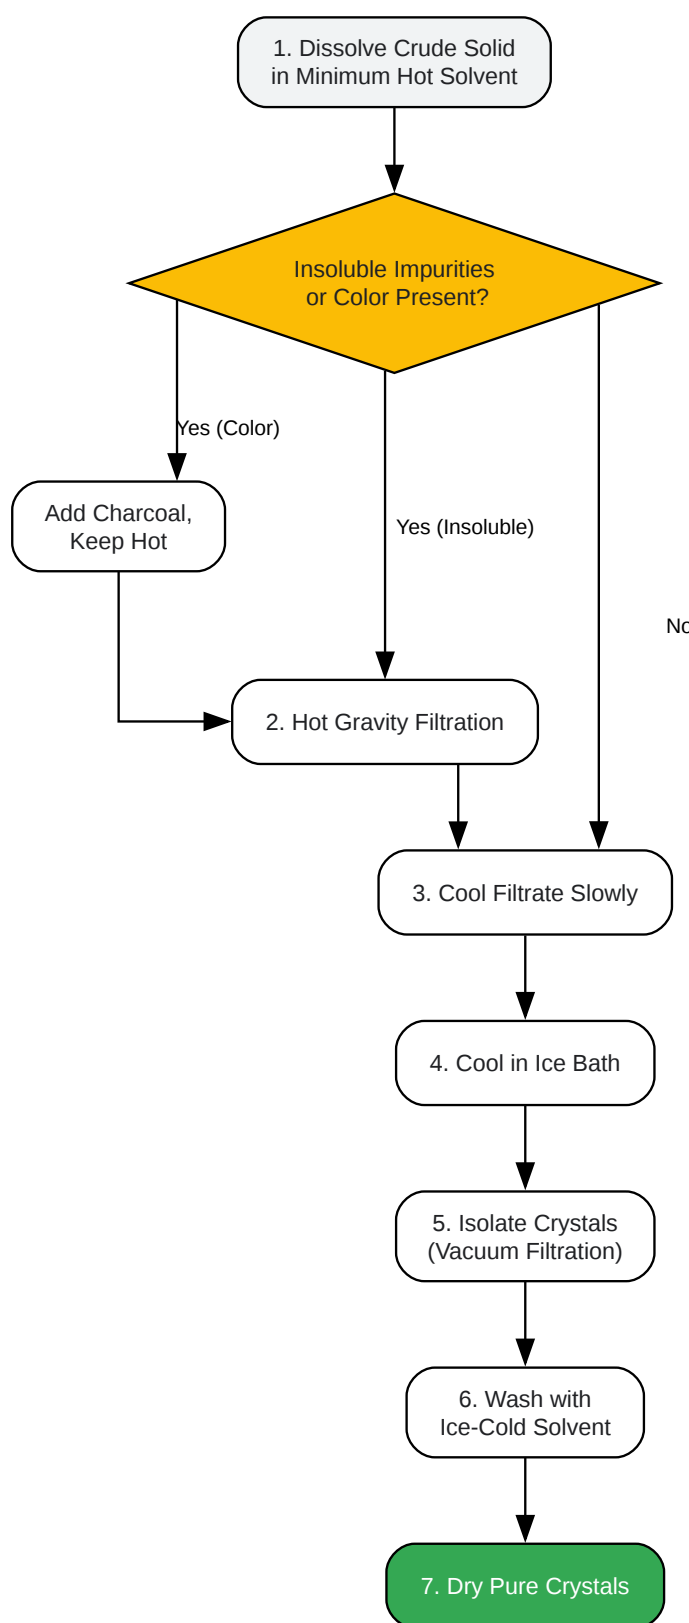 1. Dissolve Crude Solid
in Minimum Hot Solvent
Insoluble Impurities
or Color Present?
Yes (Color)
Add Charcoal,
Keep Hot
Yes (Insoluble)
No
2. Hot Gravity Filtration
3. Cool Filtrate Slowly
4. Cool in Ice Bath
5. Isolate Crystals
(Vacuum Filtration)
6. Wash with
Ice-Cold Solvent
7. Dry Pure Crystals